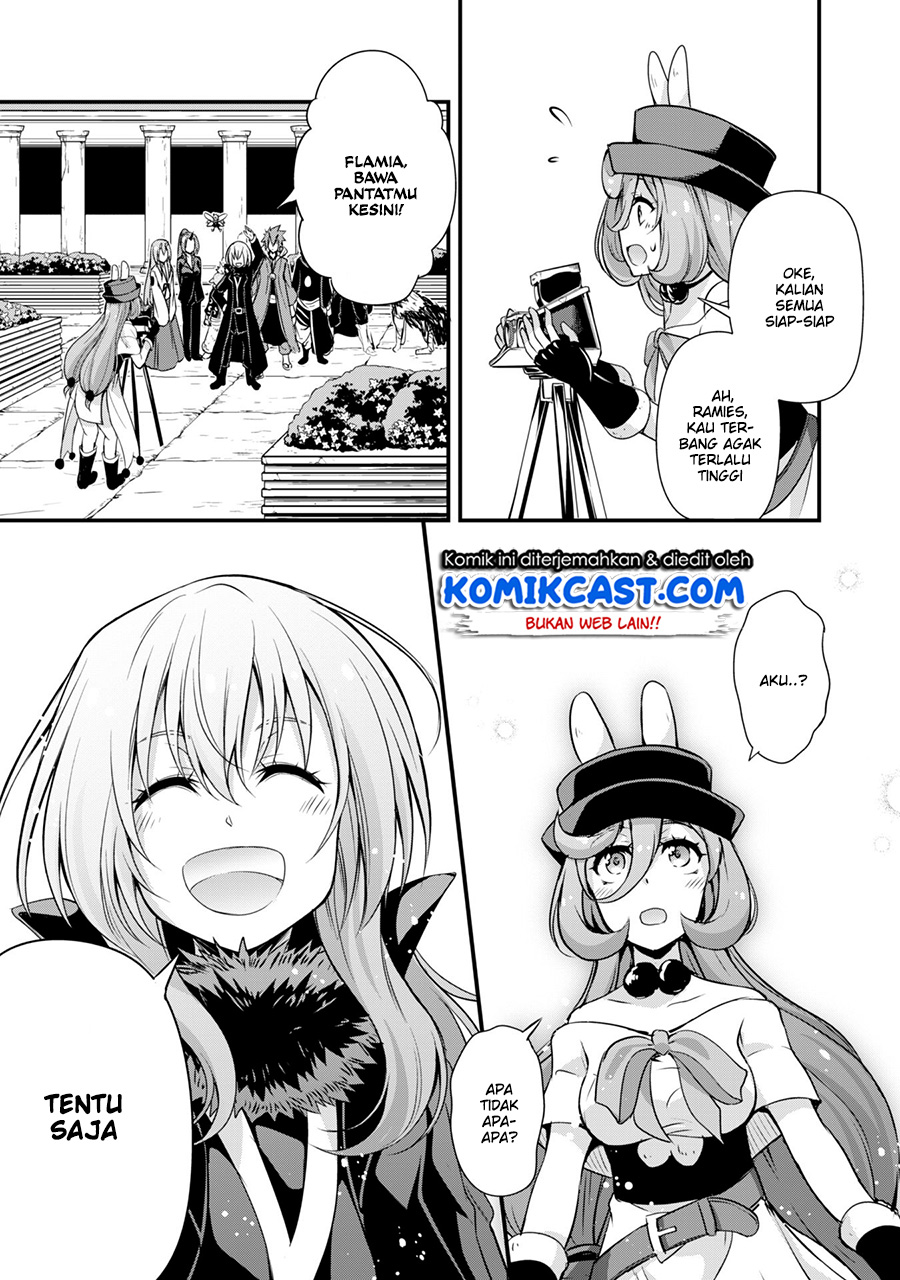 OKE,
KALIAN
SEMUA
SIAP-SIAP
AH,
RAMIES,
KAU TER-
BANG AGAK
TERLALU
TINGGI
FLAMIA,
BAWA
PANTATMU
KESINI!
Komik ini diterjemahkan & diedit oleh
KOMIKCAST.COM
BUKAN WEB LAIN!!
AKU..?
APA
TIDAK
APA-
APA?
TENTU
SAJA